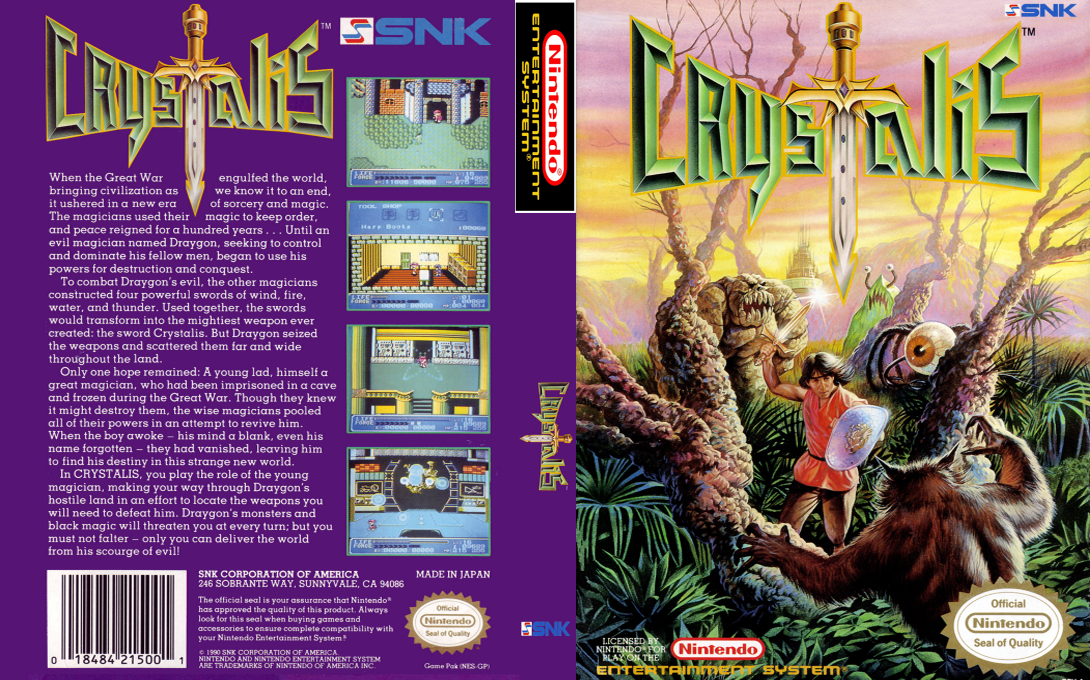 CRYSTALIS
TM
SNK
When the Great War engulfed the world,
bringing civilization as we know it to an end,
it ushered in a new era of sorcery and magic.
The magicians used their magic to keep order,
and peace reigned for a hundred years . . . Until an
evil magician named Draygon, seeking to control
and dominate his fellow men, began to use his
powers for destruction and conquest.
To combat Draygon's evil, the other magicians
constructed four powerful swords of wind, fire,
water, and thunder. Used together, the swords
would transform into the mightiest weapon ever
created: the sword Crystalis. But Draygon seized
the weapons and scattered them far and wide
throughout the land.
Only one hope remained: A young lad, himself a
great magician, who had been imprisoned in a cave
and frozen during the Great War. Though they knew
it might destroy them, the wise magicians pooled
all of their powers in an attempt to revive him.
When the boy awoke – his mind a blank, even his
name forgotten – they had vanished, leaving him
to find his destiny in this strange new world.
In CRYSTALIS, you play the role of the young
magician, making your way through Draygon's
hostile land in an effort to locate the weapons you
will need to defeat him. Draygon's monsters and
black magic will threaten you at every turn; but you
must not falter – only you can deliver the world
from his scourge of evil!
LIFE
FORCE
TOOL SHOP
LIFE
FORCE
LIFE
FORCE
LIFE
FORCE
0 18484 21500 1
SNK CORPORATION OF AMERICA
246 SOBRANTE WAY, SUNNYVALE, CA 94086
MADE IN JAPAN
The official seal is your assurance that Nintendo®
has approved the quality of this product. Always
look for this seal when buying games and
accessories to ensure complete compatibility with
your Nintendo Entertainment System.®
© 1990 SNK CORPORATION OF AMERICA.
NINTENDO AND NINTENDO ENTERTAINMENT SYSTEM
ARE TRADEMARKS OF NINTENDO OF AMERICA INC.
Official
Nintendo
Seal of Quality
Game Pak (NES-GP)
Nintendo®
ENTERTAINMENT
SYSTEM®
CRYSTALIS
SNK
SNK
CRYSTALIS
TM
LICENSED BY
NINTENDO® FOR
PLAY ON THE
Nintendo
ENTERTAINMENT SYSTEM®
Official
Nintendo
Seal of Quality